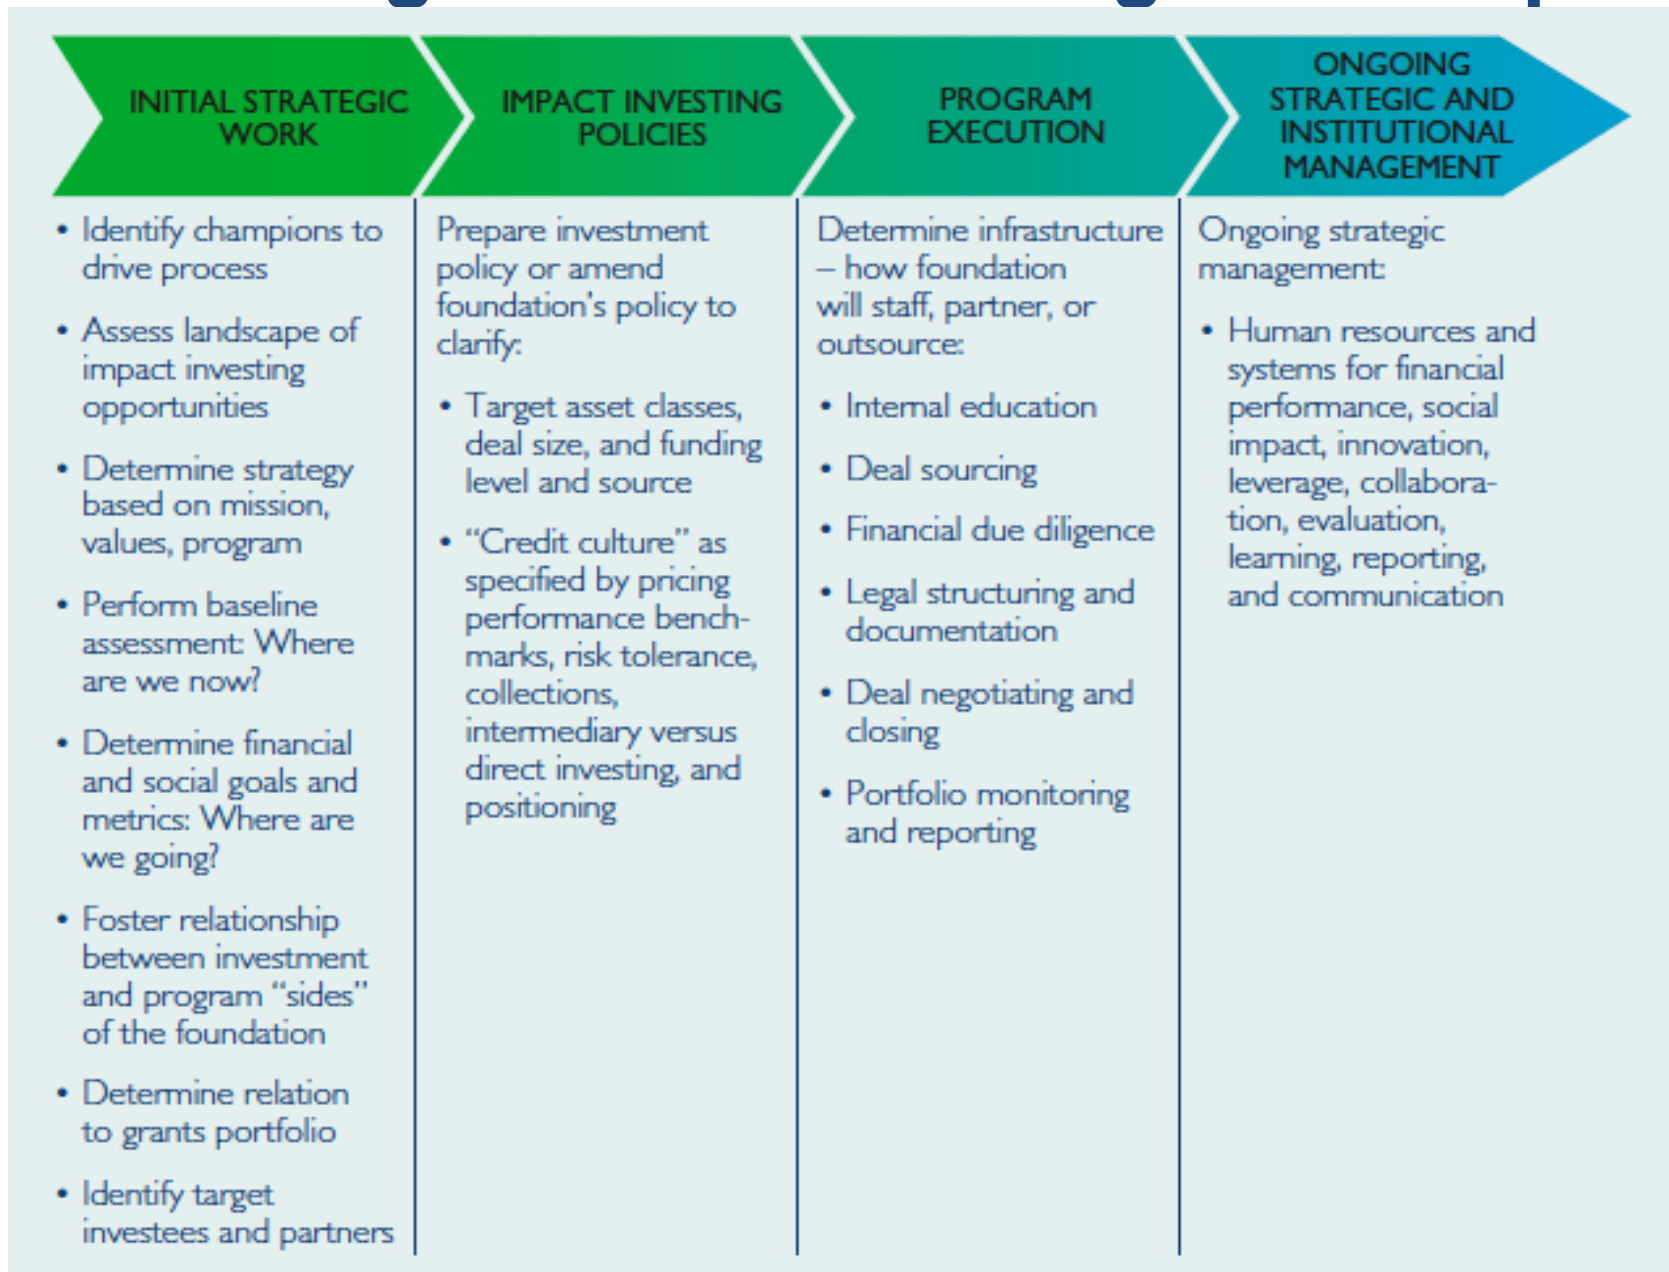 INITIAL STRATEGIC
WORK
• Identify champions to
drive process
• Assess landscape of
impact investing
opportunities
• Determine strategy
based on mission,
values, program
• Perform baseline
assessment: Where
are we now?
• Determine financial
and social goals and
metrics: Where are
we going?
• Foster relationship
between investment
and program “sides”
of the foundation
• Determine relation
to grants portfolio
• Identify target
investees and partners
IMPACT INVESTING
POLICIES
Prepare investment
policy or amend
foundation’s policy to
clarify:
• Target asset classes,
deal size, and funding
level and source
• “Credit culture” as
specified by pricing
performance bench-
marks, risk tolerance,
collections,
intermediary versus
direct investing, and
positioning
PROGRAM
EXECUTION
Determine infrastructure
– how foundation
will staff, partner, or
outsource:
• Internal education
• Deal sourcing
• Financial due diligence
• Legal structuring and
documentation
• Deal negotiating and
closing
• Portfolio monitoring
and reporting
ONGOING
STRATEGIC AND
INSTITUTIONAL
MANAGEMENT
Ongoing strategic
management:
• Human resources and
systems for financial
performance, social
impact, innovation,
leverage, collabora-
tion, evaluation,
learning, reporting,
and communication